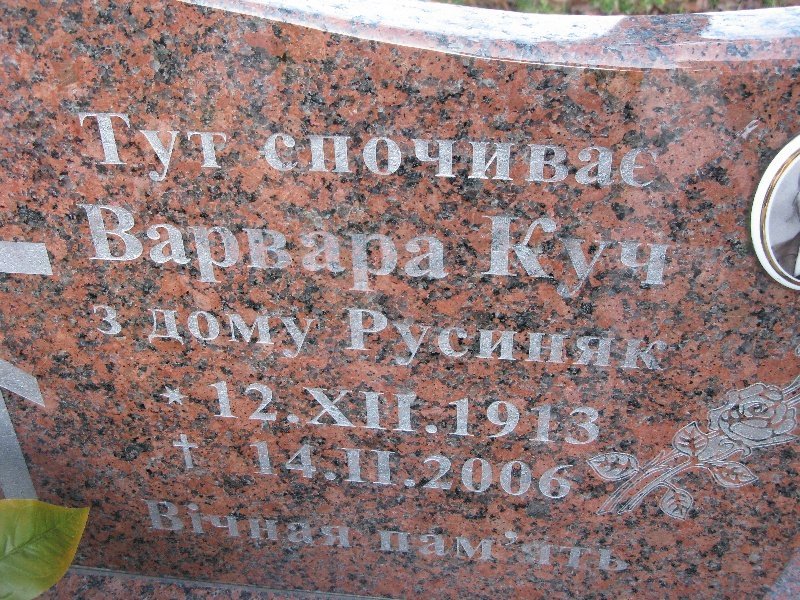 Тут спочиває
Варвара Куч
з дому Русиняк
* 12.XII.1913
† 14.II.2006
Вічная пам'ять